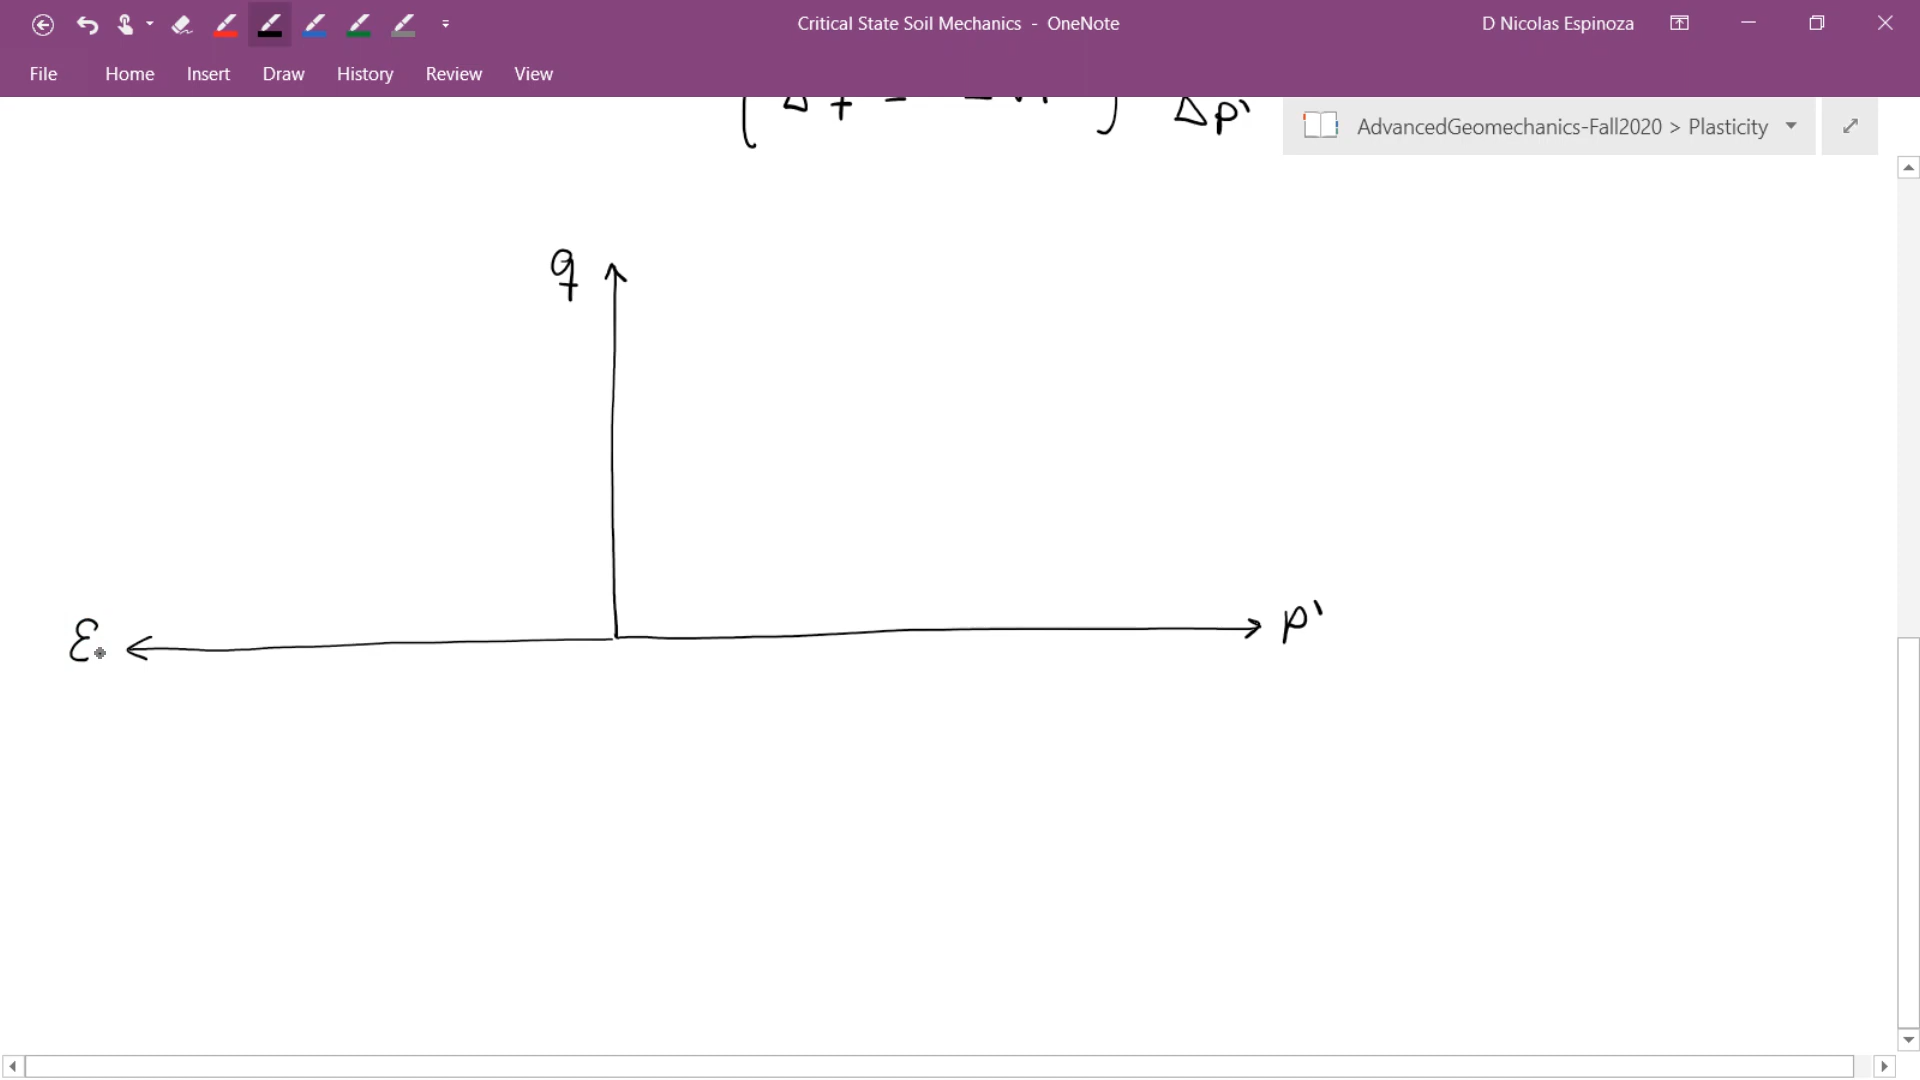 Critical State Soil Mechanics - OneNote
D Nicolas Espinoza
File Home Insert Draw History Review View
Δp'
AdvancedGeomechanics-Fall2020 > Plasticity
q
ε
p'